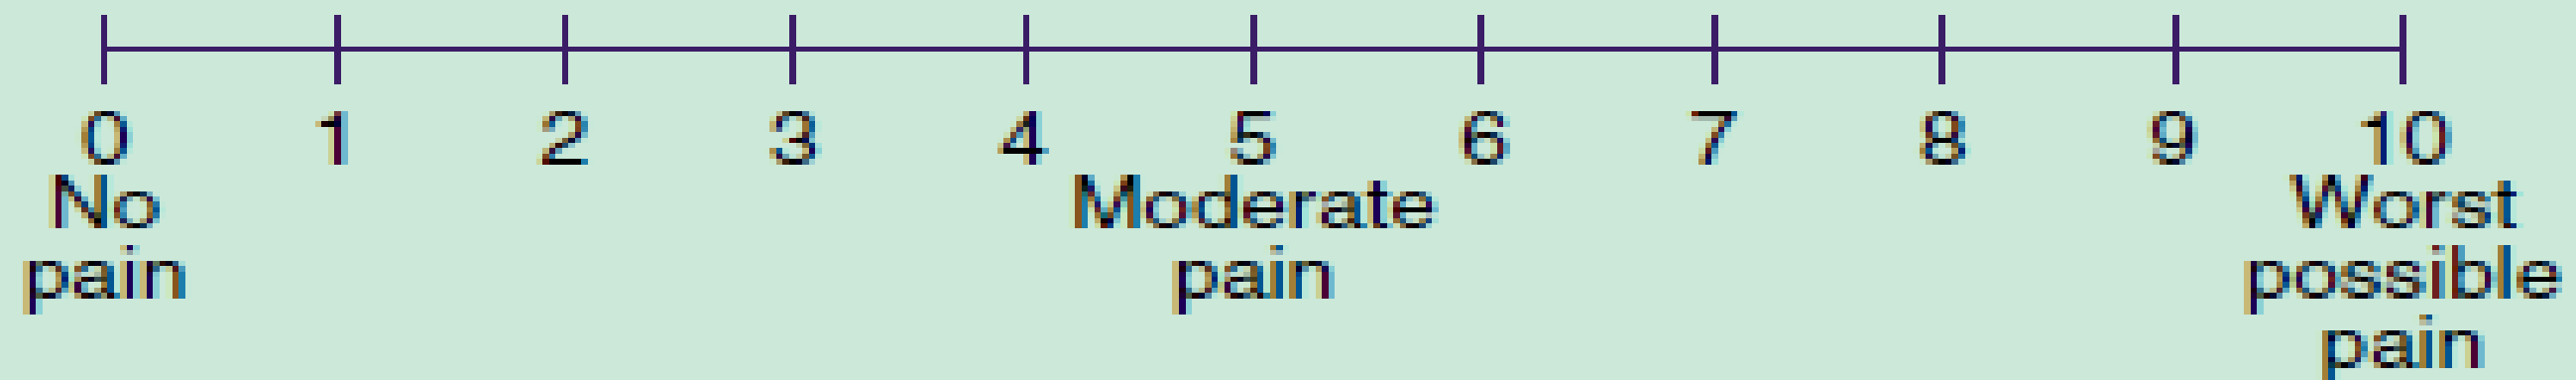 0 1 2 3 4 5 6 7 8 9 10
No Moderate Worst
pain pain possible
pain